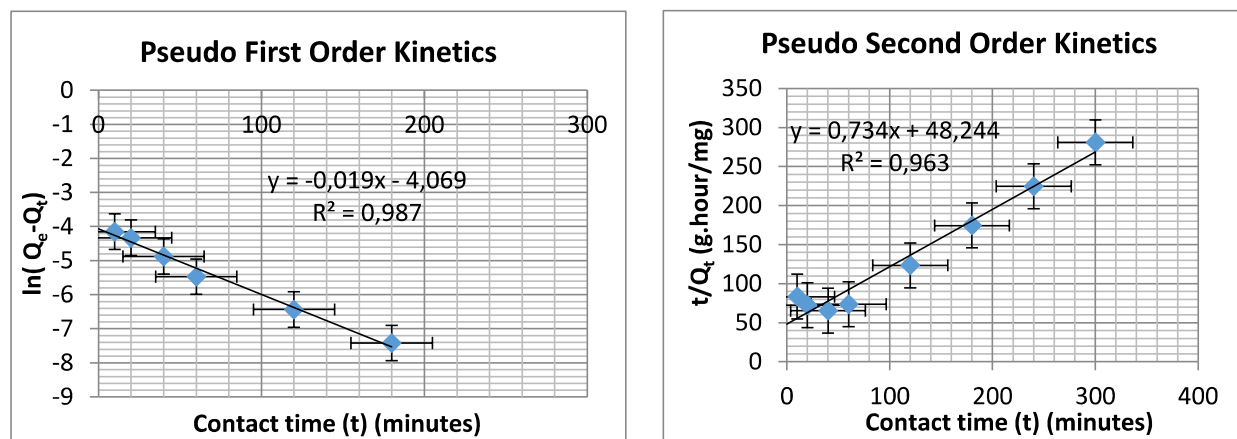 Pseudo First Order Kinetics
0
-1
-2
-3
-4
-5
-6
-7
-8
-9
0
100
200
300
y = -0,019x - 4,069
R² = 0,987
ln( Qe-Qt)
Contact time (t) (minutes)
Pseudo Second Order Kinetics
350
300
250
200
150
100
50
0
0
100
200
300
400
y = 0,734x + 48,244
R² = 0,963
t/Qt (g.hour/mg)
Contact time (t) (minutes)